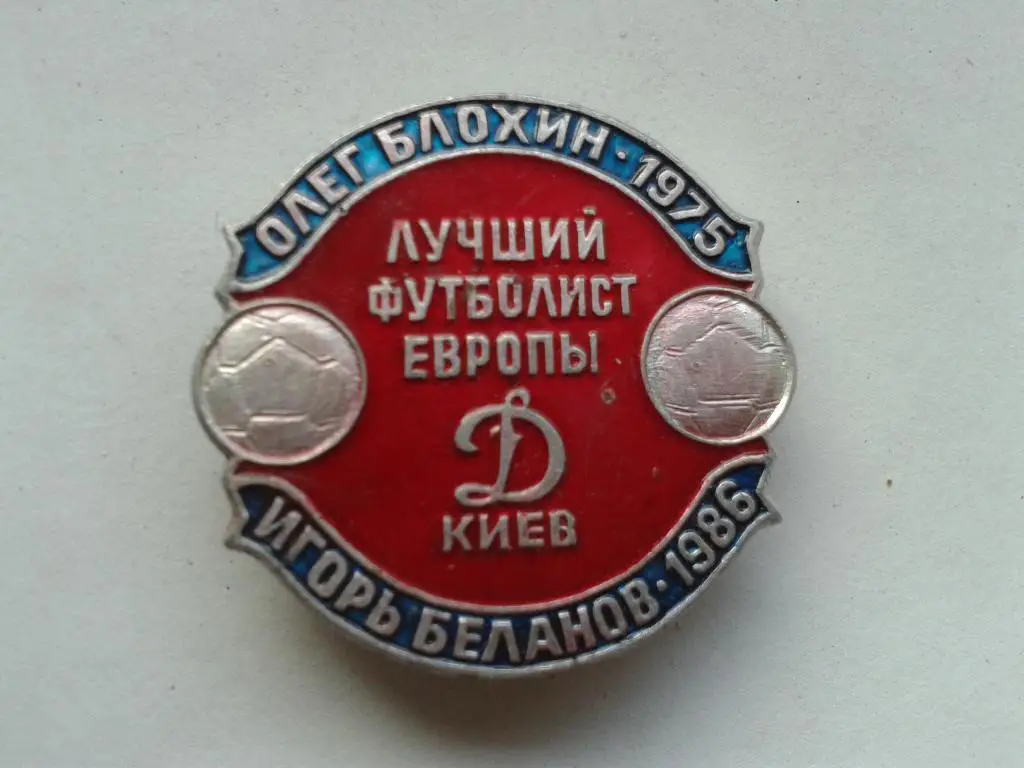 ОЛЕГ БЛОХИН · 1975
ЛУЧШИЙ
ФУТБОЛИСТ
ЕВРОПЫ
Д
КИЕВ
ИГОРЬ БЕЛАНОВ · 1986